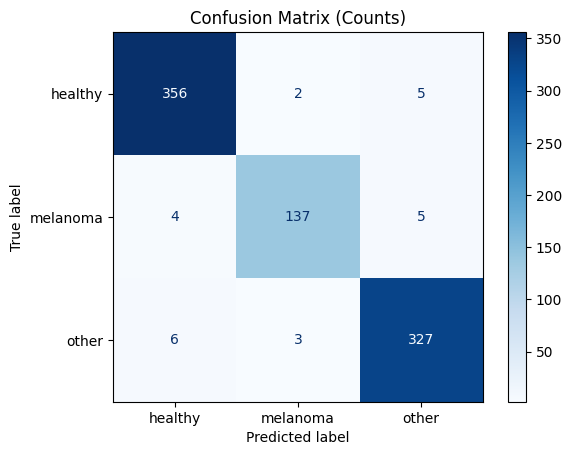 Confusion Matrix (Counts)
healthy 356 2 5
melanoma 4 137 5
other 6 3 327
healthy melanoma other
Predicted label
True label
350
300
250
200
150
100
50